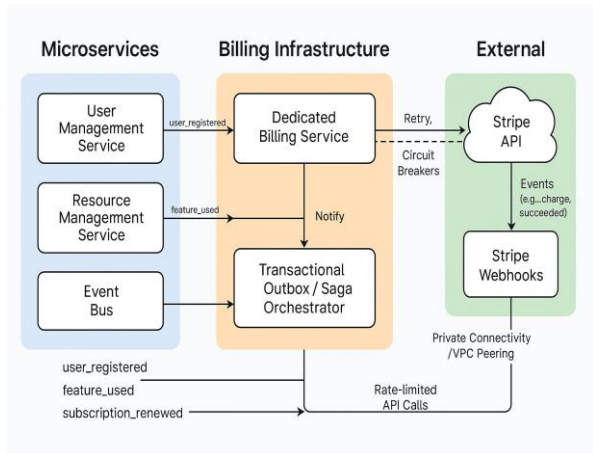 Microservices
Billing Infrastructure
External
User
Management
Service
user_registered
Dedicated
Billing Service
Retry,
Circuit
Breakers
Stripe
API
Resource
Management
Service
feature_used
Notify
Events
(e.g...charge,
succeeded)
Event
Bus
Transactional
Outbox / Saga
Orchestrator
Stripe
Webhooks
Private Connectivity
/VPC Peering
user_registered
feature_used
subscription_renewed
Rate-limited
API Calls